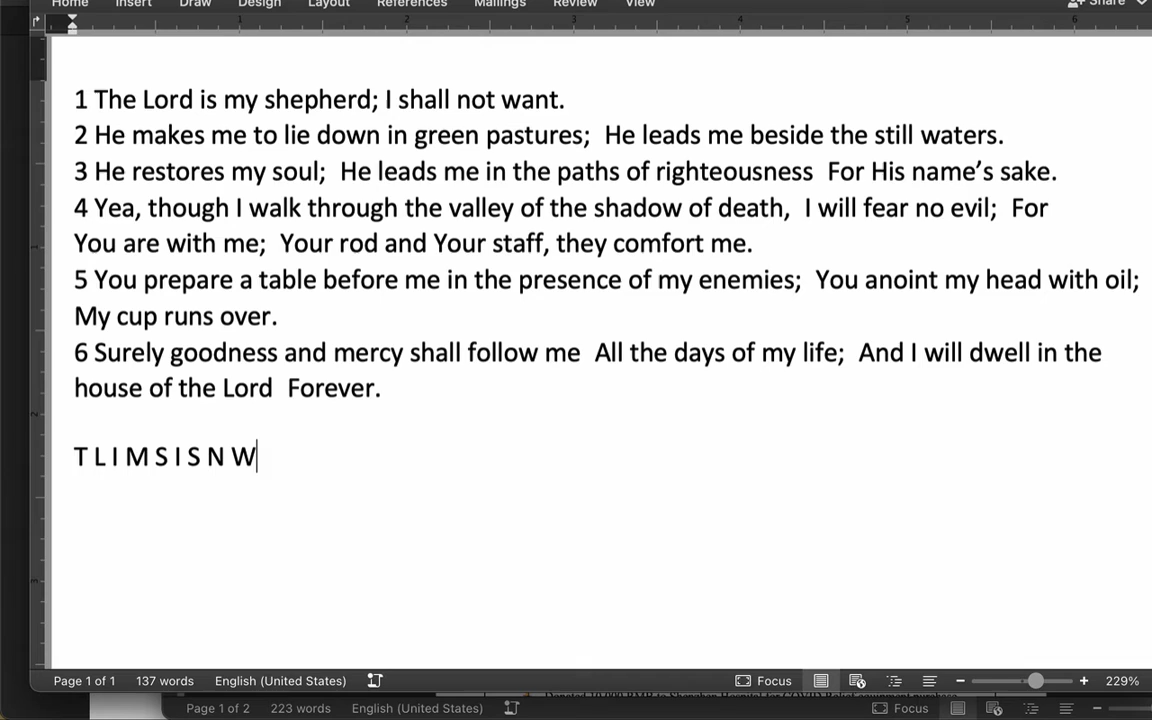 Home Insert Draw Design Layout References Mailings Review View Share
1 2 3 4 5 6
1 The Lord is my shepherd; I shall not want.
2 He makes me to lie down in green pastures;  He leads me beside the still waters.
3 He restores my soul;  He leads me in the paths of righteousness  For His name’s sake.
4 Yea, though I walk through the valley of the shadow of death,  I will fear no evil;  For
You are with me;  Your rod and Your staff, they comfort me.
5 You prepare a table before me in the presence of my enemies;  You anoint my head with oil;
My cup runs over.
6 Surely goodness and mercy shall follow me  All the days of my life;  And I will dwell in the
house of the Lord  Forever.
T L I M S I S N W
Page 1 of 1 137 words English (United States) Focus 229%
Page 1 of 2 223 words English (United States) Focus